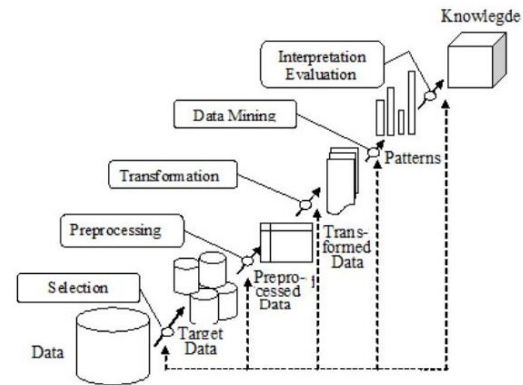 Knowlegde
Interpretation
Evaluation
Data Mining
Patterns
Transformation
Trans-
formed
Data
Preprocessing
Prepro-
cessed
Data
Selection
Target
Data
Data